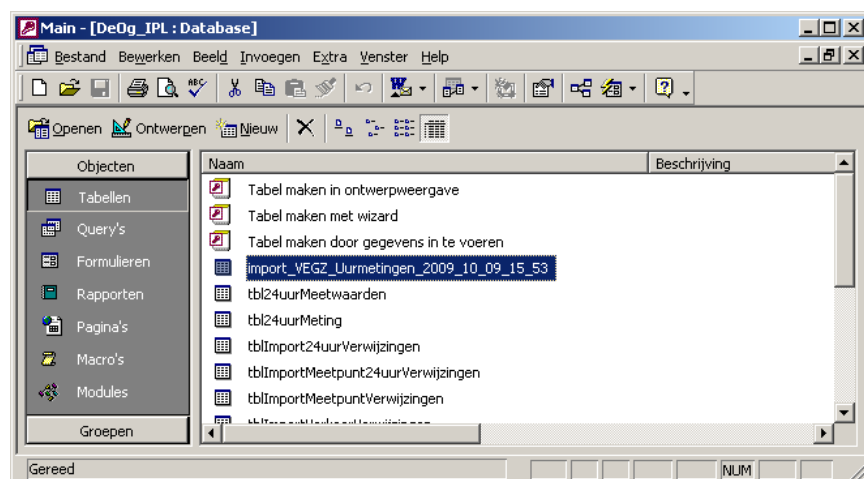 Main - [DeOg_IPL : Database]
Bestand Bewerken Beeld Invoegen Extra Venster Help
Openen Ontwerpen Nieuw
Objecten
Tabellen
Query's
Formulieren
Rapporten
Pagina's
Macro's
Modules
Groepen
Naam Beschrijving
Tabel maken in ontwerpweergave
Tabel maken met wizard
Tabel maken door gegevens in te voeren
import_VEGZ_Uurmetingen_2009_10_09_15_53
tbl24uurMeetwaarden
tbl24uurMeting
tblImport24uurVerwijzingen
tblImportMeetpunt24uurVerwijzingen
tblImportMeetpuntVerwijzingen
Gereed NUM